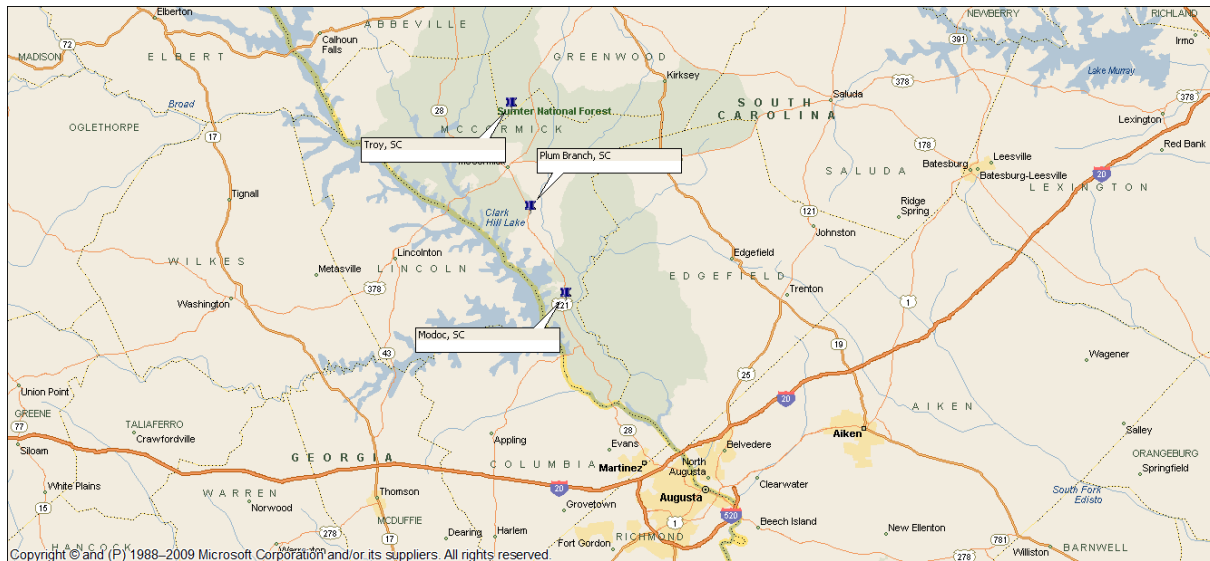 Elberton
ABBEVILLE
NEWBERRY
RICHLAND
72
Calhoun
Falls
391
Irmo
MADISON
ELBERT
GREENWOOD
Kirksey
Lake Murray
378
378
Broad
28
Sumter National Forest
SOUTH
CAROLINA
Saluda
Lexington
OGLETHORPE
17
MCCORMICK
Troy, SC
178
Red Bank
Plum Branch, SC
Leesville
Batesburg
Batesburg-Leesville
SALUDA
20
LEXINGTON
Tignall
Clark
Hill Lake
121
Ridge
Spring
Johnston
Lincolnton
Edgefield
WILKES
Metasville
LINCOLN
EDGEFIELD
378
Trenton
Washington
221
1
Modoc, SC
19
43
Wagener
25
Union Point
20
AIKEN
GREENE
TALIAFERRO
77
Crawfordville
Appling
28
Evans
Belvedere
Aiken
Salley
Siloam
GEORGIA
COLUMBIA
Martinez
North
Augusta
ORANGEBURG
Springfield
White Plains
WARREN
Thomson
20
Augusta
Clearwater
South Fork
Edisto
15
Norwood
Grovetown
520
MCDUFFIE
1
Beech Island
278
17
Dearing
Harlem
RICHMOND
New Ellenton
781
HANCOCK
Fort Gordon
278
Williston
BARNWELL
Copyright © and (P) 1988–2009 Microsoft Corporation and/or its suppliers. All rights reserved.